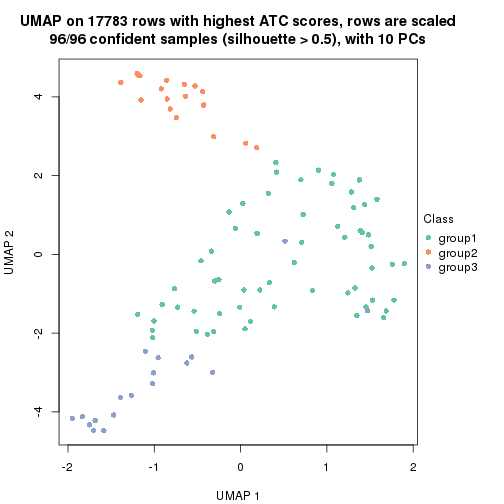 UMAP on 17783 rows with highest ATC scores, rows are scaled
96/96 confident samples (silhouette > 0.5), with 10 PCs
4
2
0
-2
-4
UMAP 2
-2
-1
0
1
2
UMAP 1
Class
group1
group2
group3